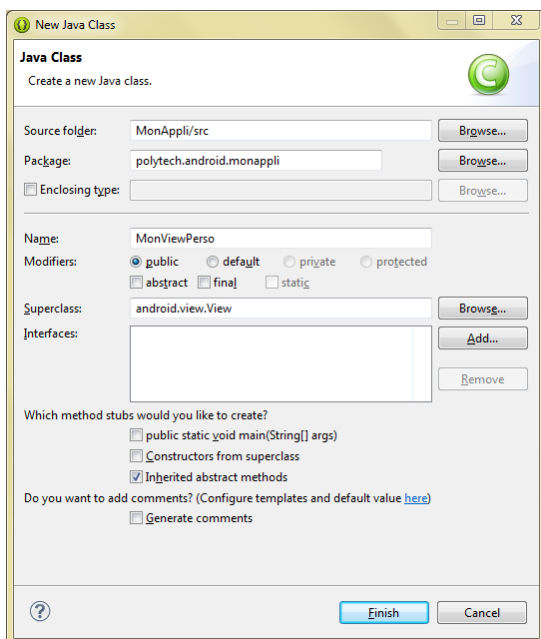 New Java Class
Java Class
Create a new Java class.
Source folder: MonAppli/src Browse...
Package: polytech.android.monappli Browse...
Enclosing type: Browse...
Name: MonViewPerso
Modifiers: public default private protected
abstract final static
Superclass: android.view.View Browse...
Interfaces: Add...
Remove
Which method stubs would you like to create?
public static void main(String[] args)
Constructors from superclass
Inherited abstract methods
Do you want to add comments? (Configure templates and default value here)
Generate comments
? Finish Cancel